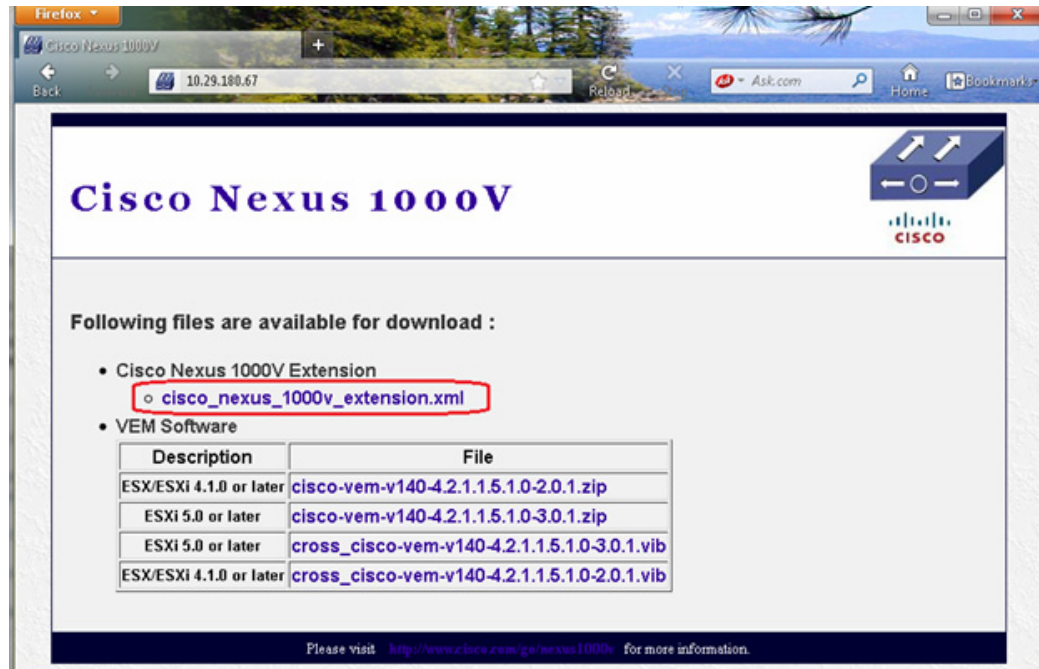 Firefox
Cisco Nexus 1000V
+
Back
10.29.180.67
Reload
Ask.com
Home
Bookmarks
Cisco Nexus 1000V
CISCO
Following files are available for download :
Cisco Nexus 1000V Extension
cisco_nexus_1000v_extension.xml
VEM Software
Description File
ESX/ESXi 4.1.0 or later cisco-vem-v140-4.2.1.1.5.1.0-2.0.1.zip
ESXi 5.0 or later cisco-vem-v140-4.2.1.1.5.1.0-3.0.1.zip
ESXi 5.0 or later cross_cisco-vem-v140-4.2.1.1.5.1.0-3.0.1.vib
ESX/ESXi 4.1.0 or later cross_cisco-vem-v140-4.2.1.1.5.1.0-2.0.1.vib
Please visit http://www.cisco.com/go/nexus1000v for more information.